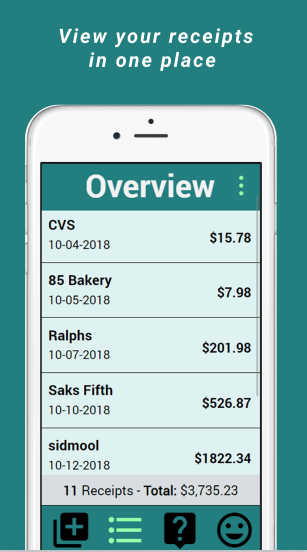 View your receipts
in one place
Overview
CVS
10-04-2018 $15.78
85 Bakery
10-05-2018 $7.98
Ralphs
10-07-2018 $201.98
Saks Fifth
10-10-2018 $526.87
sidmool
10-12-2018 $1822.34
11 Receipts - Total: $3,735.23